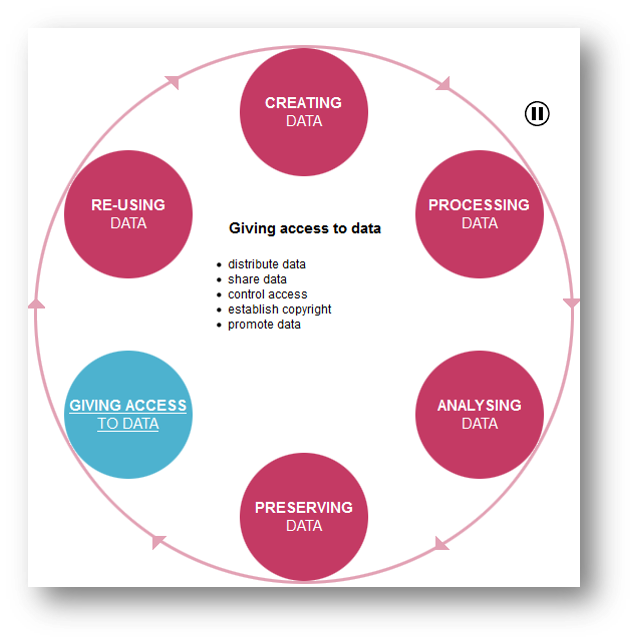 CREATING
DATA
PROCESSING
DATA
ANALYSING
DATA
PRESERVING
DATA
GIVING ACCESS
TO DATA
RE-USING
DATA
Giving access to data
• distribute data
• share data
• control access
• establish copyright
• promote data